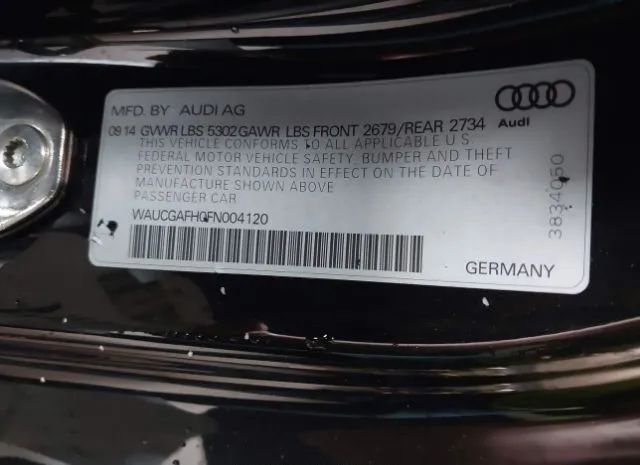 MFD. BY AUDI AG
Audi
09 14 GVWR LBS 5302 GAWR LBS FRONT 2679/REAR 2734
THIS VEHICLE CONFORMS TO ALL APPLICABLE U S
FEDERAL MOTOR VEHICLE SAFETY, BUMPER AND THEFT
PREVENTION STANDARDS IN EFFECT ON THE DATE OF
MANUFACTURE SHOWN ABOVE
PASSENGER CAR
WAUCGAFH0FN004120
3834050
GERMANY